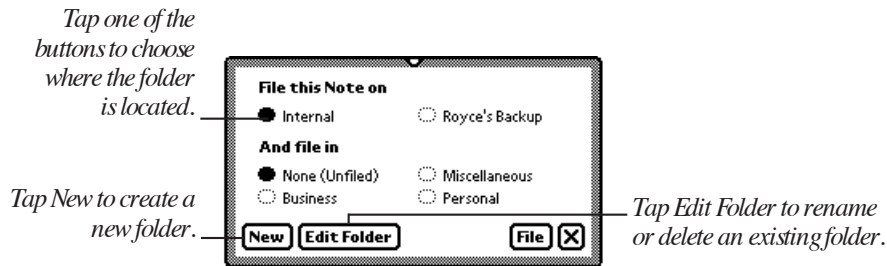 Tap one of the
buttons to choose
where the folder
is located.
File this Note on
Internal
Royce's Backup
And file in
None (Unfiled)
Miscellaneous
Business
Personal
Tap New to create a
new folder.
New
Edit Folder
File
X
Tap Edit Folder to rename
or delete an existing folder.